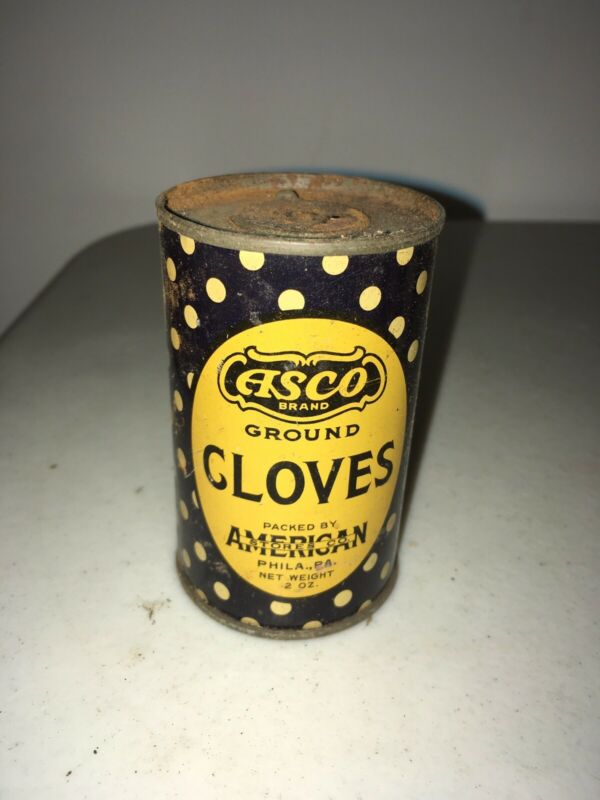 ASCO
BRAND
GROUND
CLOVES
PACKED BY
AMERICAN
STORES CO.
PHILA., PA.
NET WEIGHT
2 OZ.